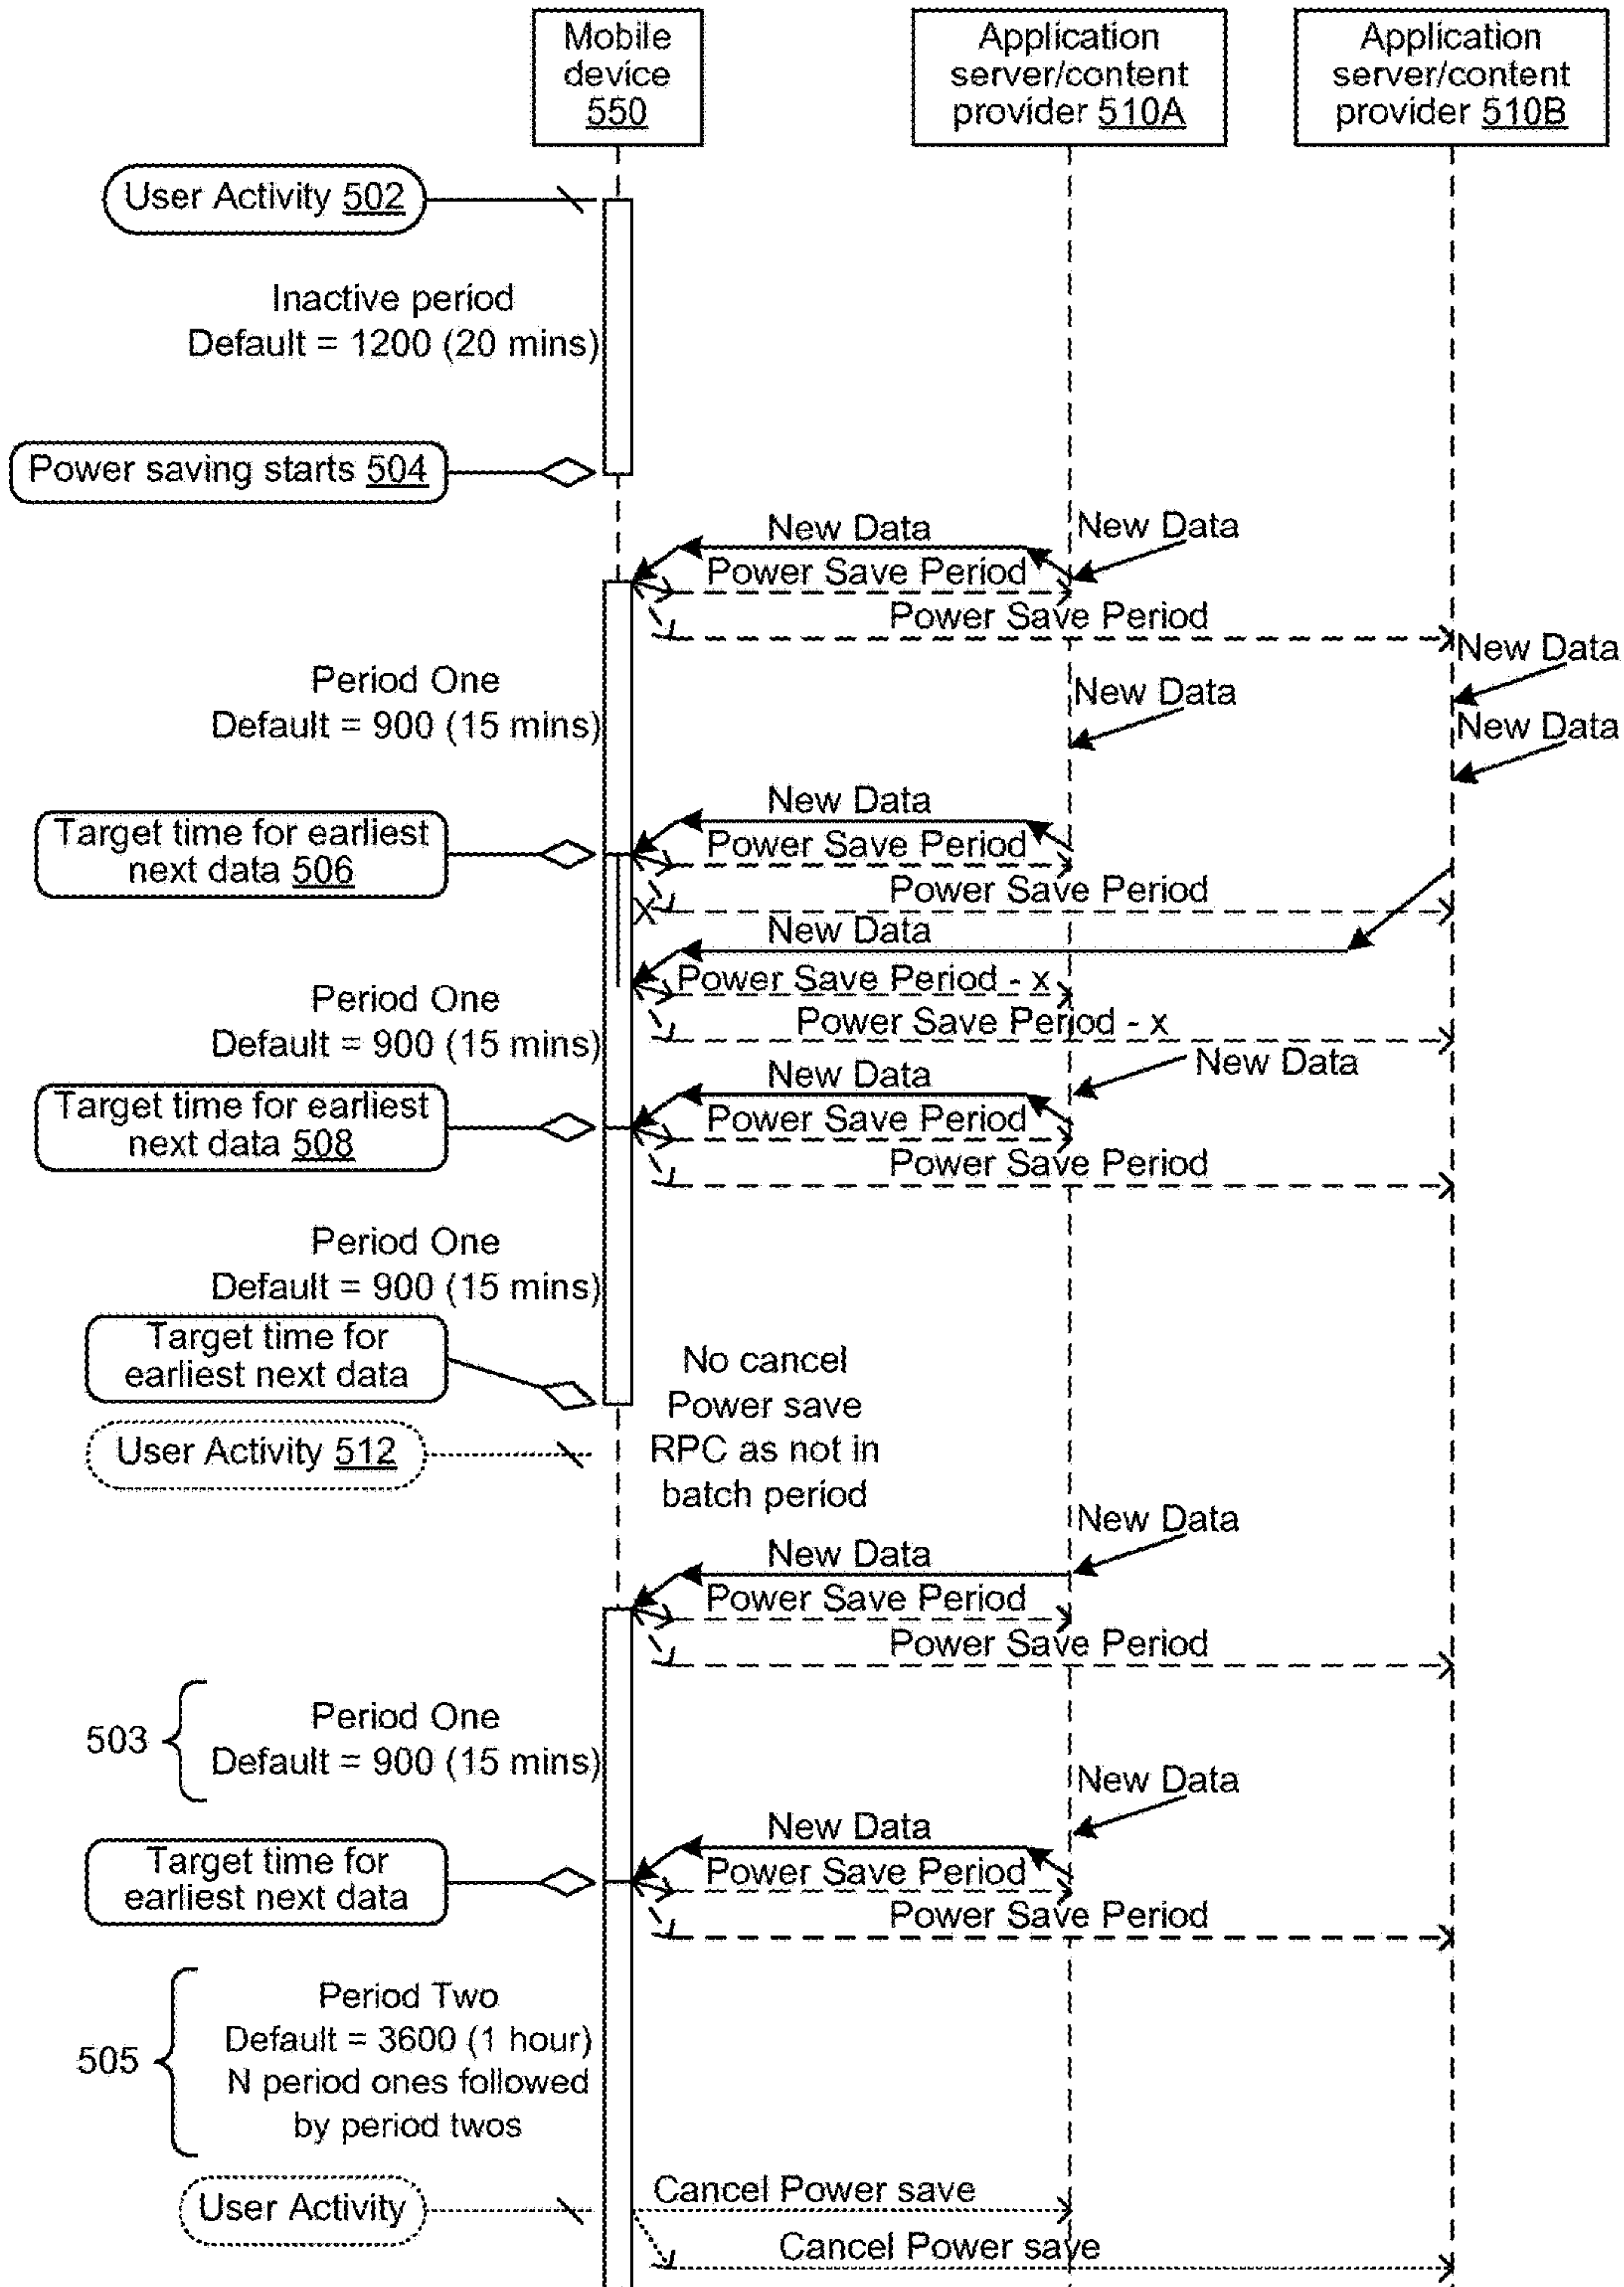 Mobile
device
550
Application
server/content
provider 510A
Application
server/content
provider 510B
User Activity 502
Inactive period
Default = 1200 (20 mins)
Power saving starts 504
New Data
New Data
Power Save Period
Power Save Period
New Data
Period One
Default = 900 (15 mins)
New Data
New Data
New Data
Target time for earliest
next data 506
Power Save Period
Power Save Period
X
New Data
Power Save Period - x
Period One
Default = 900 (15 mins)
Power Save Period - x
New Data
New Data
Target time for earliest
next data 508
Power Save Period
Power Save Period
Period One
Default = 900 (15 mins)
Target time for
earliest next data
No cancel
Power save
RPC as not in
batch period
User Activity 512
New Data
New Data
Power Save Period
Power Save Period
503
Period One
Default = 900 (15 mins)
New Data
New Data
Target time for
earliest next data
Power Save Period
Power Save Period
505
Period Two
Default = 3600 (1 hour)
N period ones followed
by period twos
User Activity
Cancel Power save
Cancel Power save